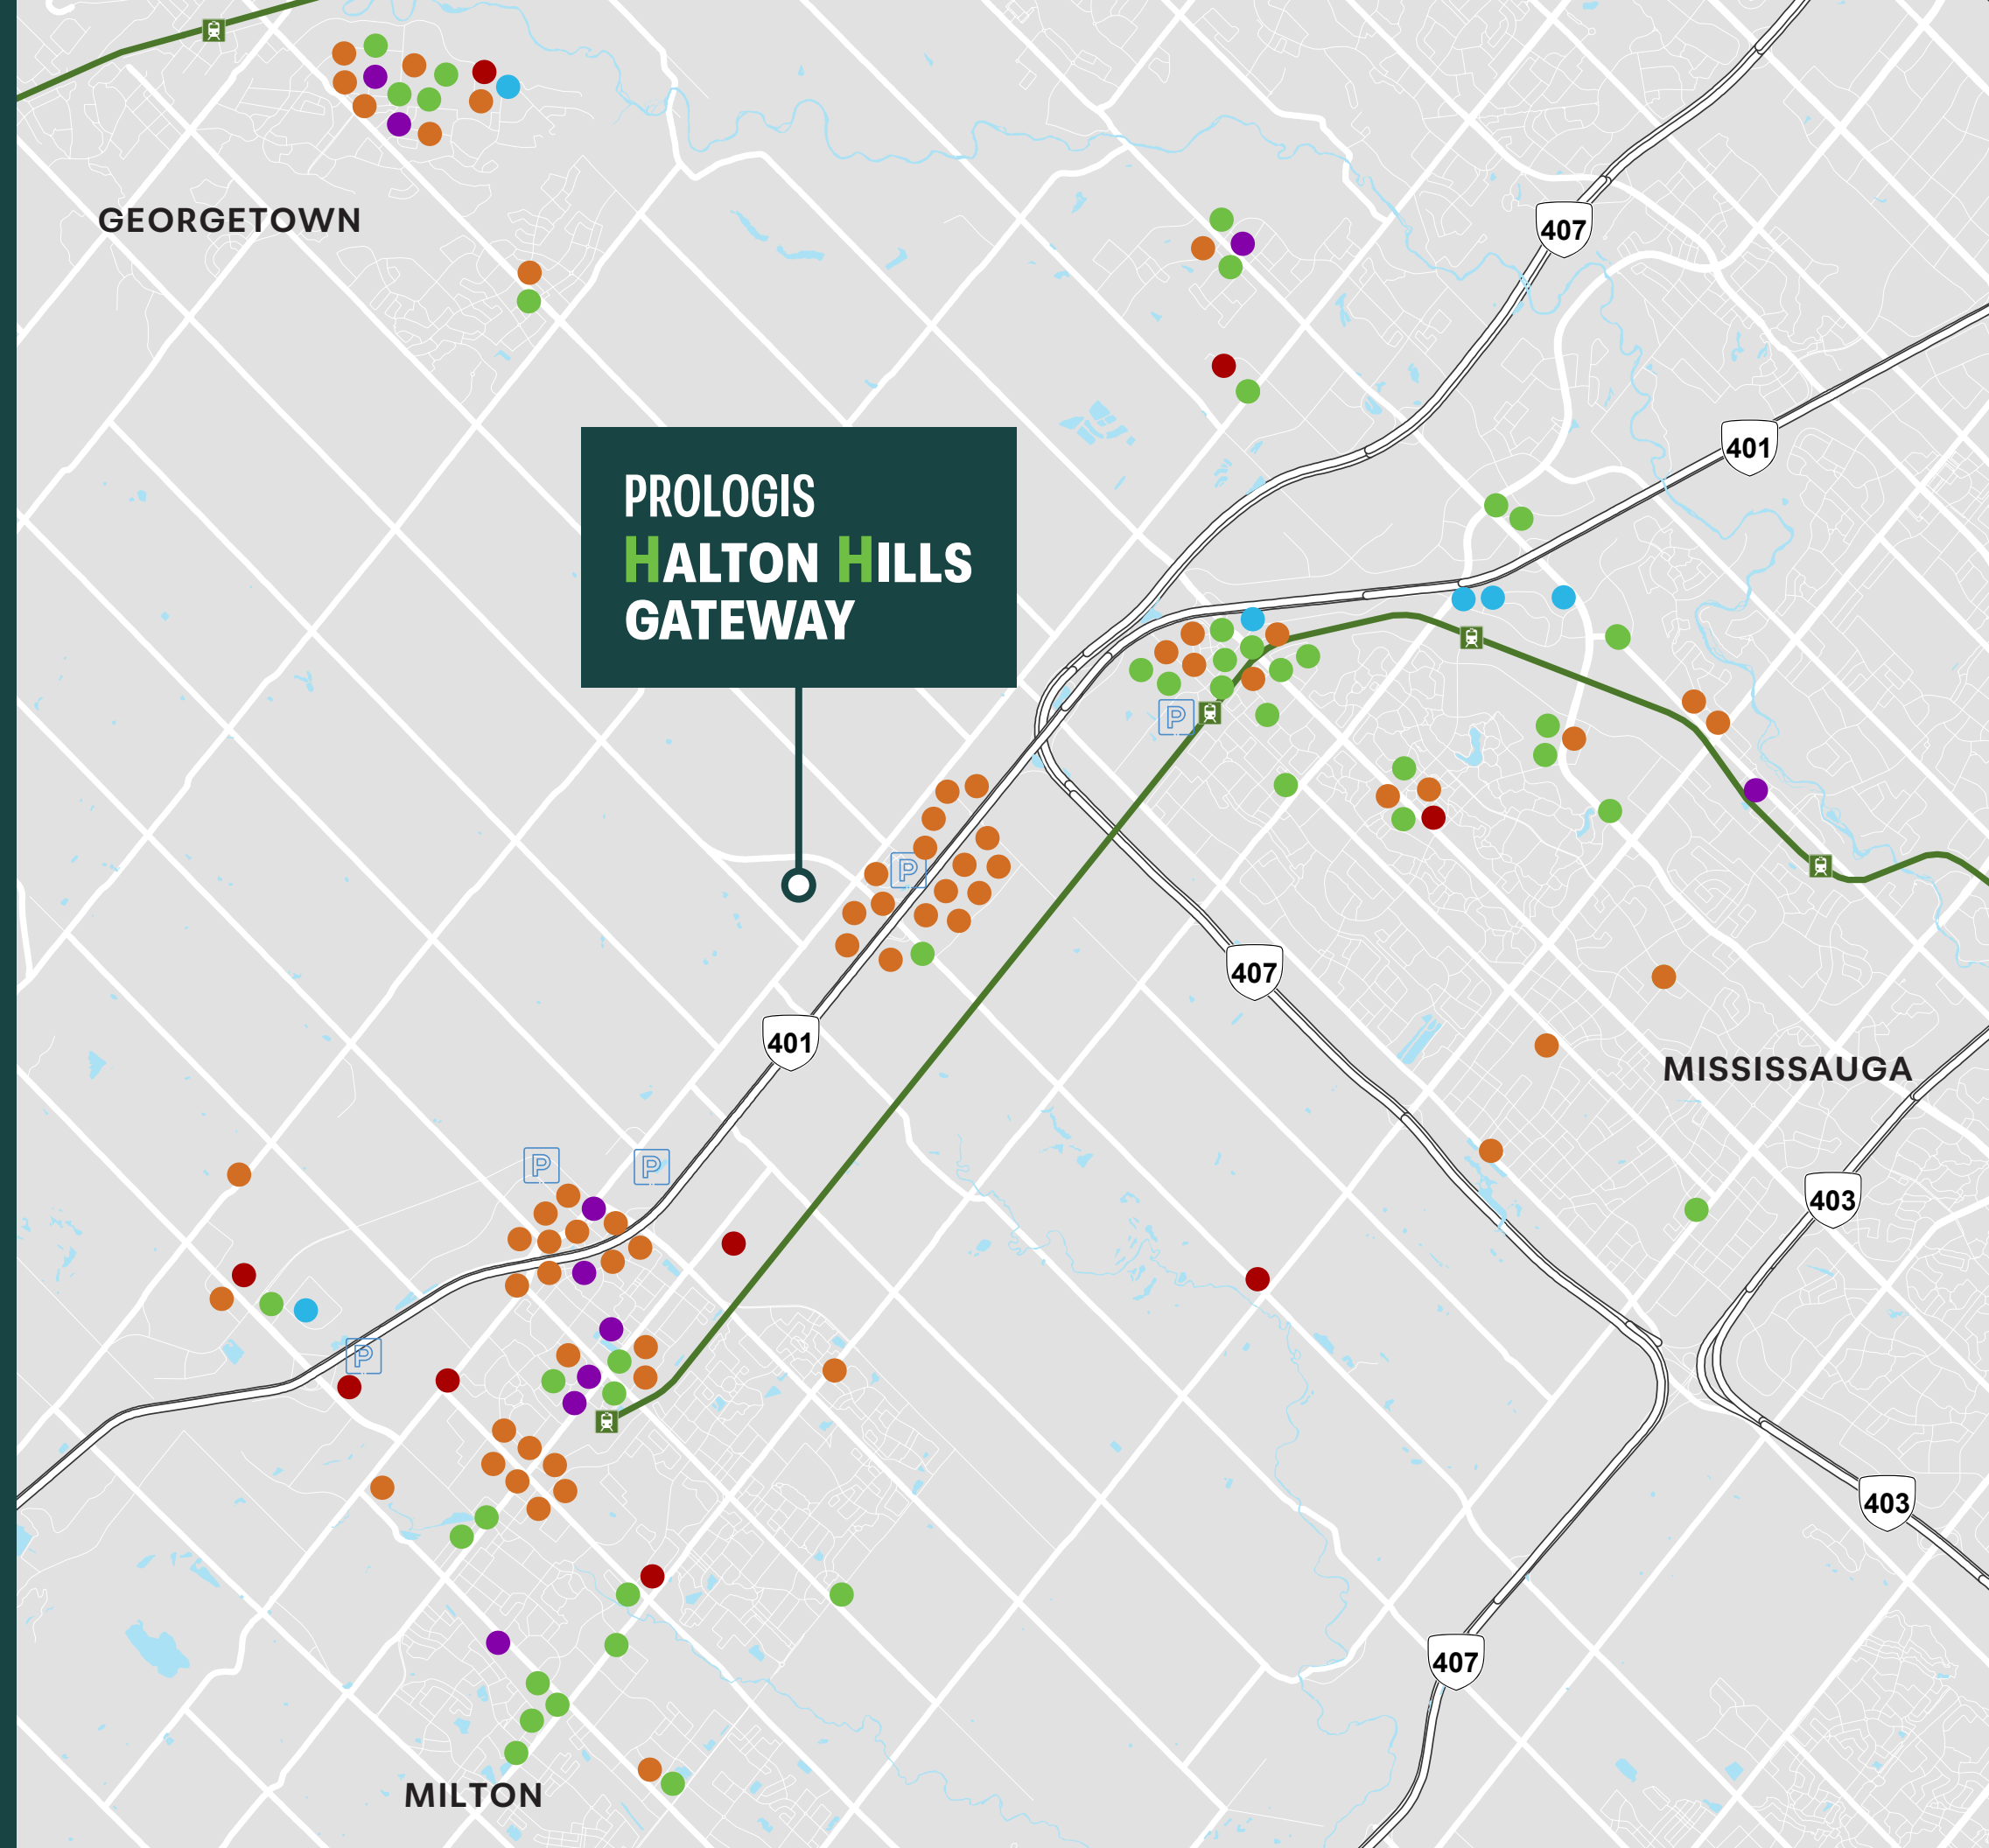 GEORGETOWN
407
401
PROLOGIS
HALTON HILLS
GATEWAY
P
P
407
401
MISSISSAUGA
P
P
403
P
403
407
MILTON